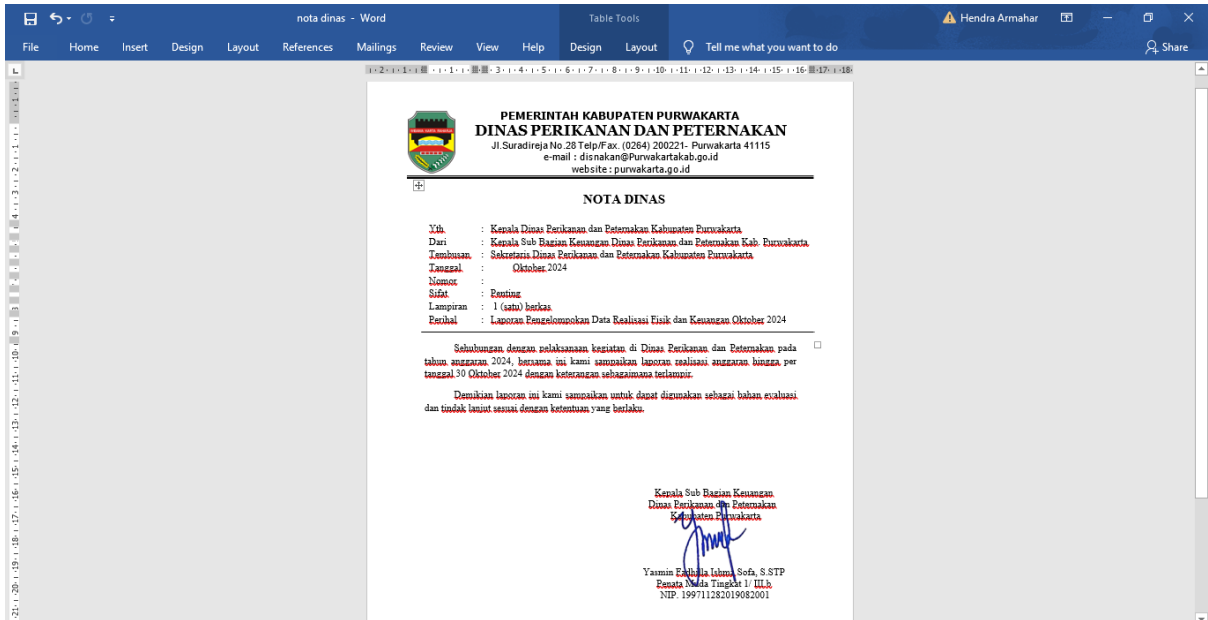 nota dinas - Word
Table Tools
Hendra Armahar
File Home Insert Design Layout References Mailings Review View Help Design Layout Tell me what you want to do Share
PEMERINTAH KABUPATEN PURWAKARTA
DINAS PERIKANAN DAN PETERNAKAN
Jl.Suradireja No.28 Telp/Fax. (0264) 200221- Purwakarta 41115
e-mail : disnakan@Purwakartakab.go.id
website : purwakarta.go.id
NOTA DINAS
Yth. : Kepala Dinas Perikanan dan Peternakan Kabupaten Purwakarta
Dari : Kepala Sub Bagian Keuangan Dinas Perikanan dan Peternakan Kab. Purwakarta
Tembusan : Sekretaris Dinas Perikanan dan Peternakan Kabupaten Purwakarta
Tanggal : Oktober 2024
Nomor :
Sifat : Penting
Lampiran : 1 (satu) berkas
Perihal : Laporan Pengelompokan Data Realisasi Fisik dan Keuangan Oktober 2024
Sehubungan dengan pelaksanaan kegiatan di Dinas Perikanan dan Peternakan pada
tahun anggaran 2024, bersama ini kami sampaikan laporan realisasi anggaran hingga per
tanggal 30 Oktober 2024 dengan keterangan sebagaimana terlampir.
Demikian laporan ini kami sampaikan untuk dapat digunakan sebagai bahan evaluasi
dan tindak lanjut sesuai dengan ketentuan yang berlaku.
Kepala Sub Bagian Keuangan
Dinas Perikanan dan Peternakan
Kabupaten Purwakarta
Yasmin Fadhilla Ishma Sofa, S.STP
Penata Muda Tingkat 1/ III.b
NIP. 199711282019082001